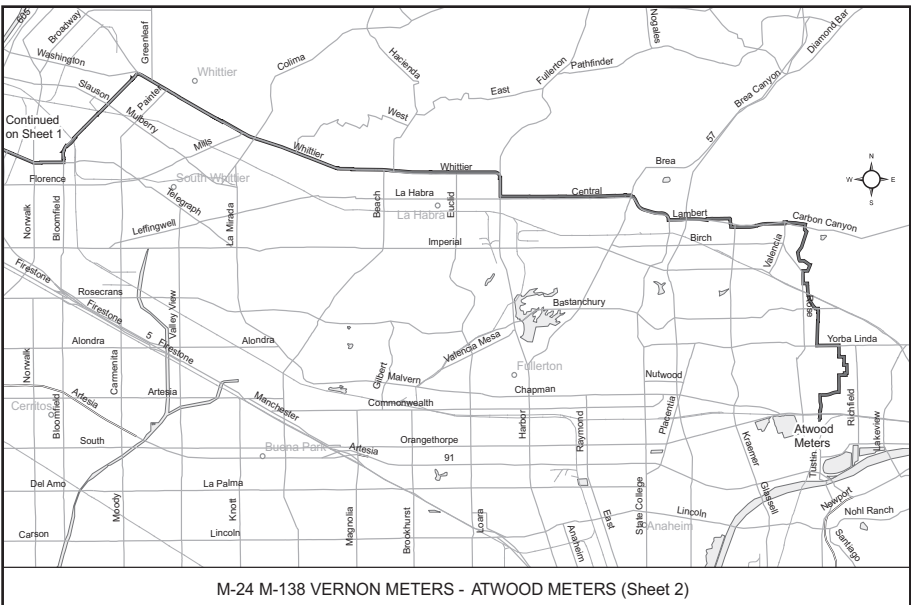 605
Broadway
Greenleaf
Washington
Whittier
Colima
Hacienda
Nogales
Diamond Bar
Fullerton
Pathfinder
East
Brea Canyon
Slauson
Painter
Mulberry
West
57
Continued
on Sheet 1
Mills
Whittier
Whittier
Brea
N
W
E
S
Florence
South Whittier
Telegraph
La Habra
Central
Beach
Euclid
La Habra
Norwalk
Bloomfield
La Mirada
Leffingwell
Lambert
Carbon Canyon
Imperial
Birch
Valencia
Firestone
Rosecrans
Firestone
Valley View
Bastanchury
Rose
5
Firestone
Alondra
Alondra
Valencia Mesa
Yorba Linda
Norwalk
Carmenita
Gilbert
Malvern
Fullerton
Nutwood
Artesia
Artesia
Chapman
Cerritos
Bloomfield
Manchester
Commonwealth
Harbor
Raymond
Placentia
Richfield
Lakeview
South
Buena Park
Artesia
Orangethorpe
91
Kraemer
Atwood
Meters
Tustin
Del Amo
La Palma
Moody
Knott
Magnolia
Brookhurst
Loara
East
State College
Glassell
Newport
Carson
Lincoln
Anaheim
Lincoln
Anaheim
Nohl Ranch
Santiago
M-24 M-138 VERNON METERS - ATWOOD METERS (Sheet 2)